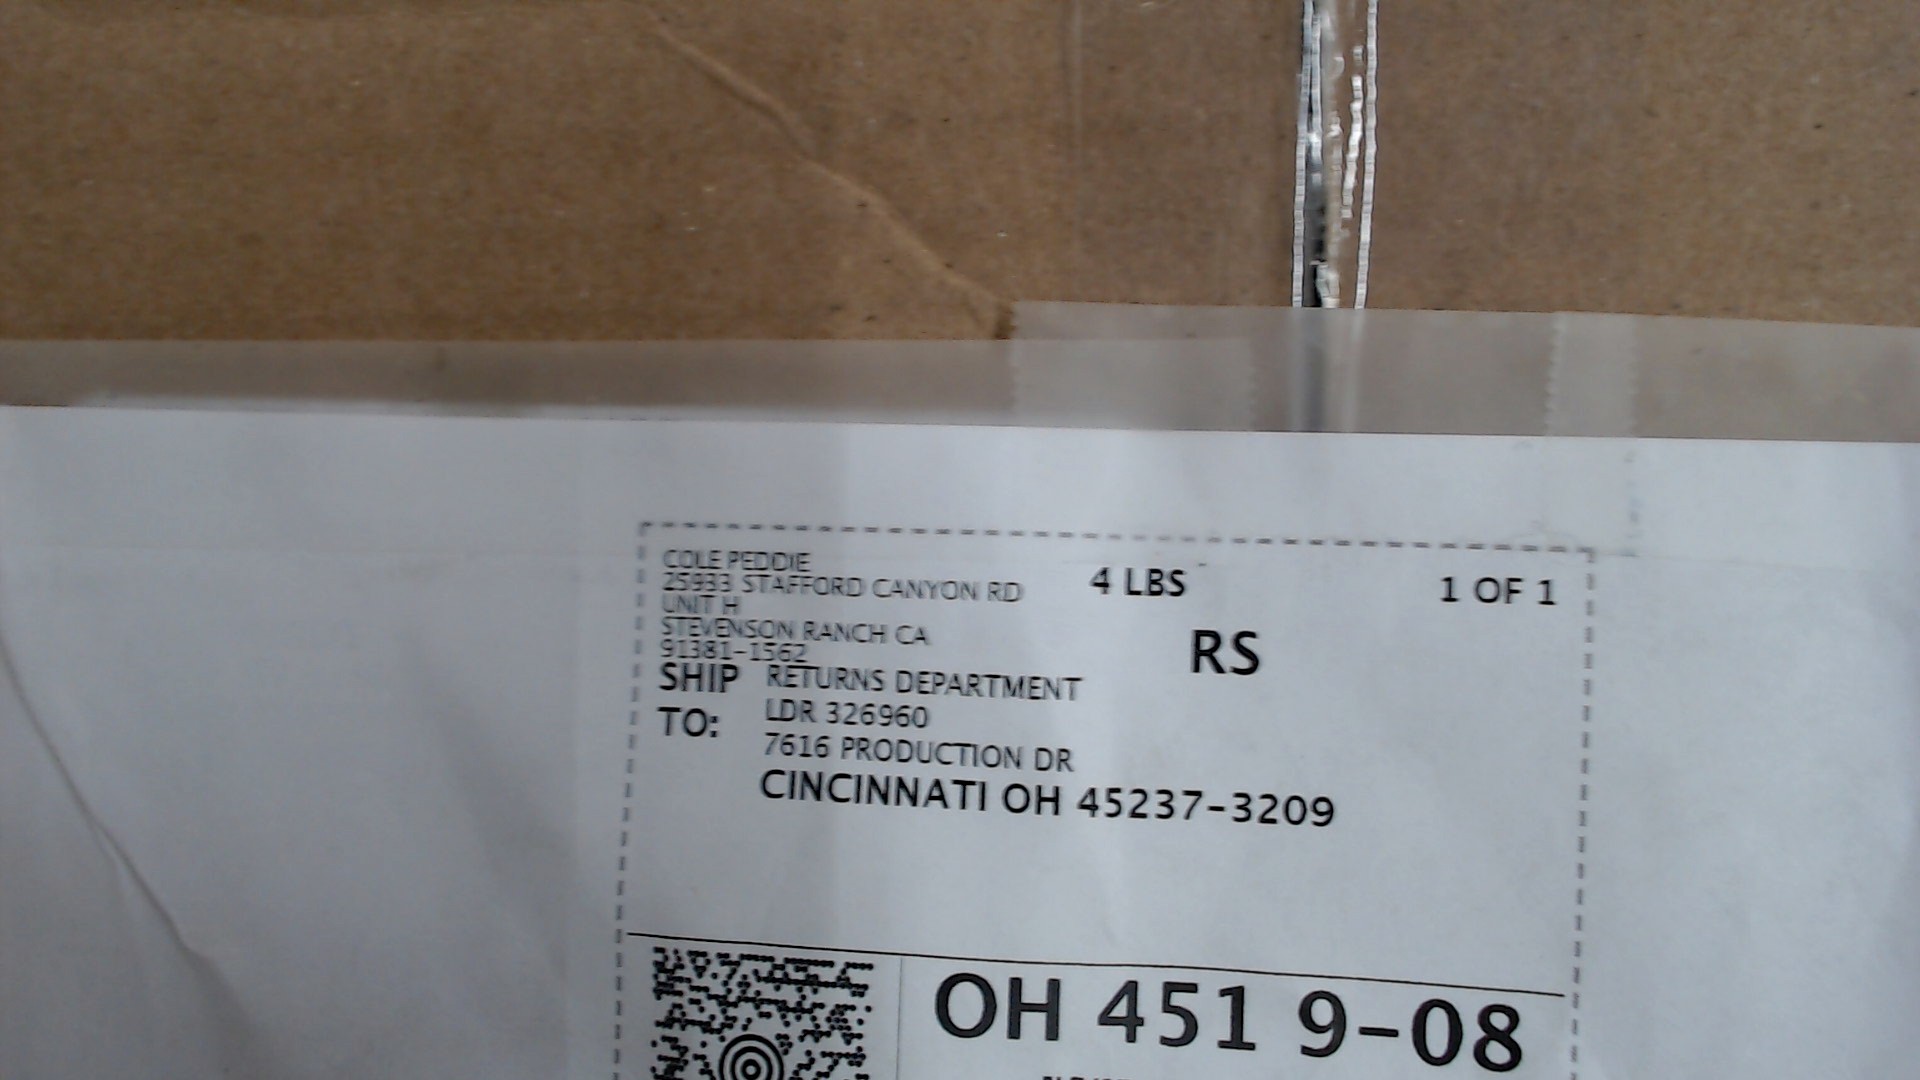 COLE PEDDIE
25933 STAFFORD CANYON RD
UNIT H
STEVENSON RANCH CA
91381-1562
4 LBS
1 OF 1
RS
SHIP TO:
RETURNS DEPARTMENT
LDR 326960
7616 PRODUCTION DR
CINCINNATI OH 45237-3209
OH 451 9-08